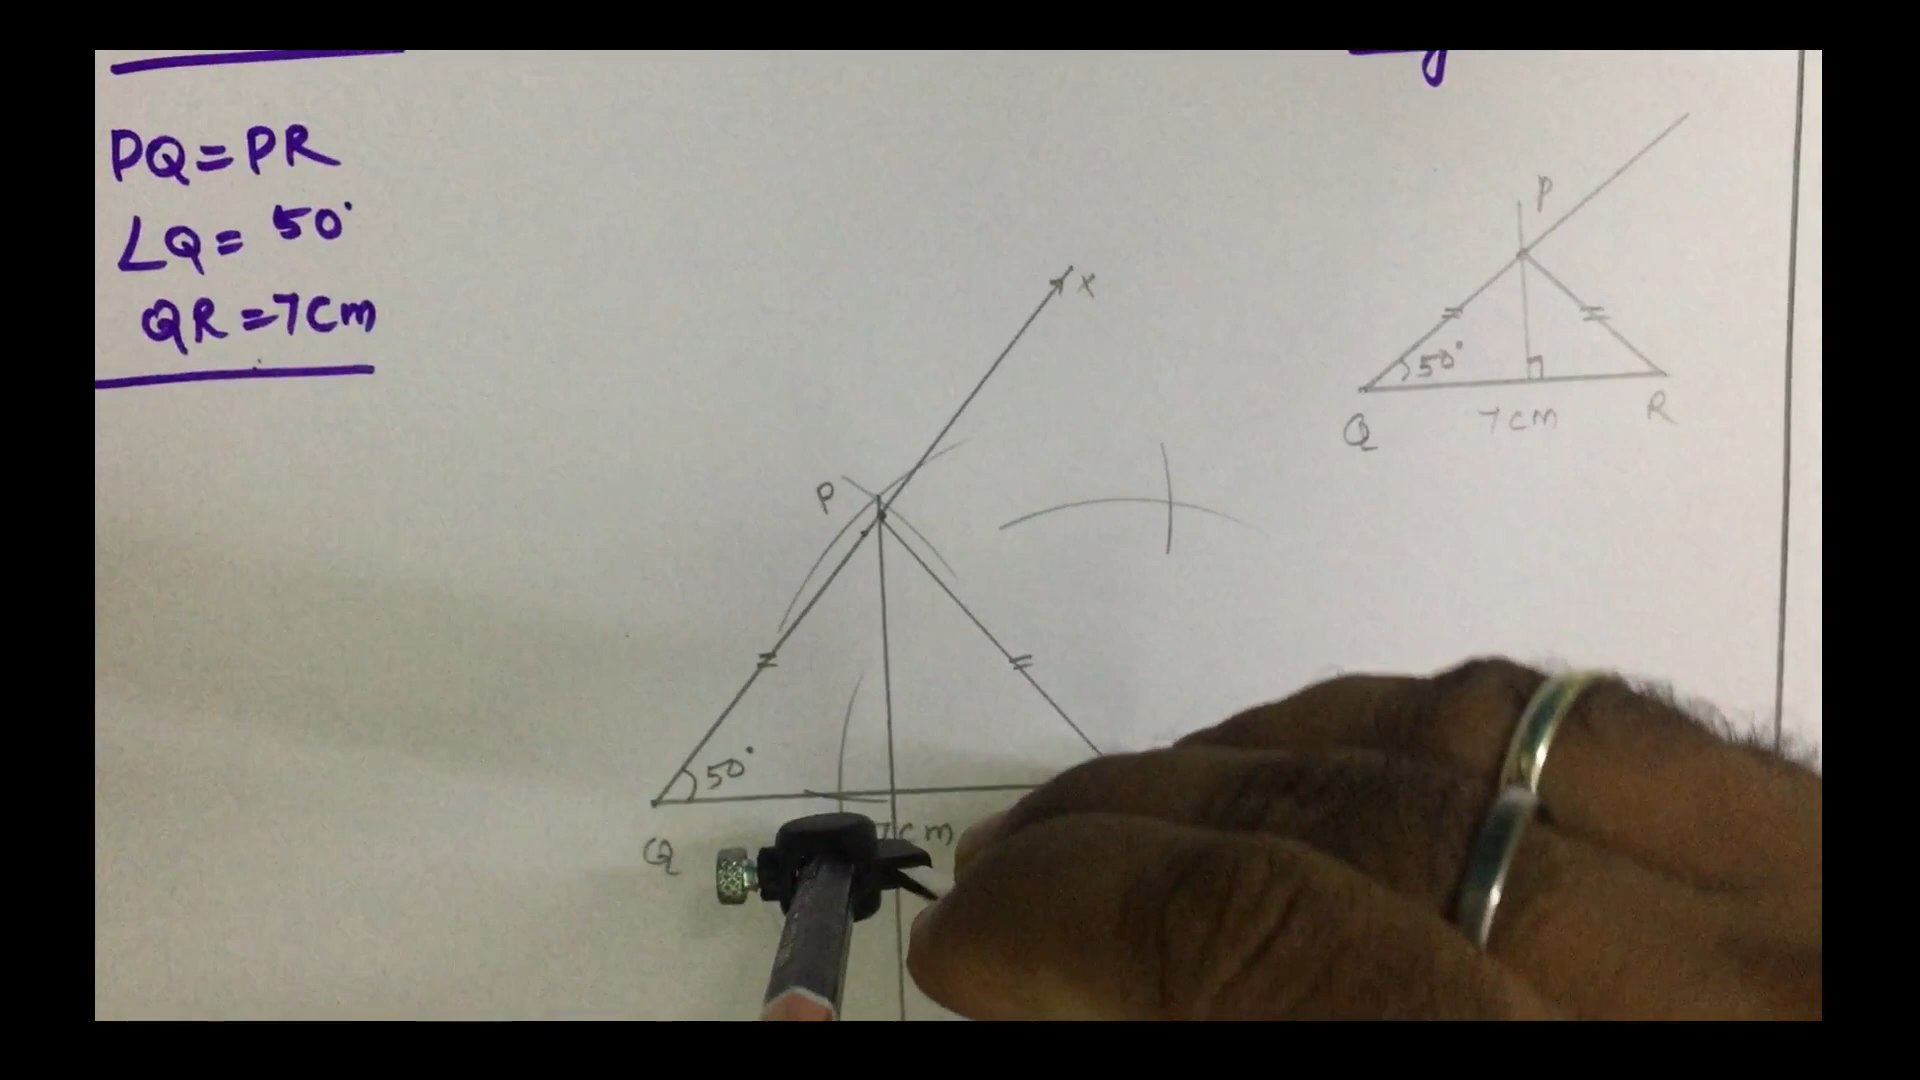 PQ = PR
∠Q = 50°
QR = 7cm
P
50°
Q
7cm
R
X
P
50°
Q
7cm